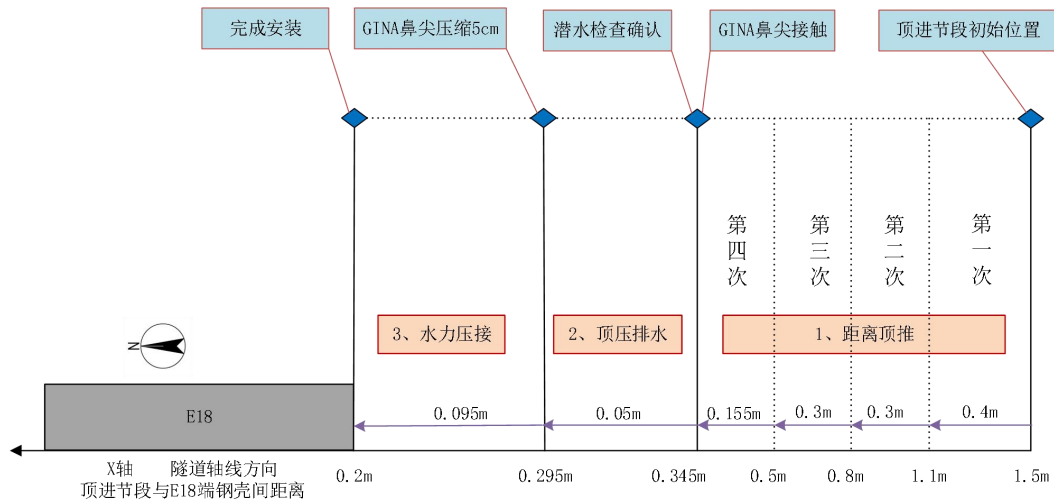 完成安装
GINA鼻尖压缩5cm
潜水检查确认
GINA鼻尖接触
顶进节段初始位置
第四次
第三次
第二次
第一次
3、水力压接
2、顶压排水
1、距离顶推
N
E18
0.095m
0.05m
0.155m
0.3m
0.3m
0.4m
X轴 隧道轴线方向
顶进节段与E18端钢壳间距离
0.2m
0.295m
0.345m
0.5m
0.8m
1.1m
1.5m